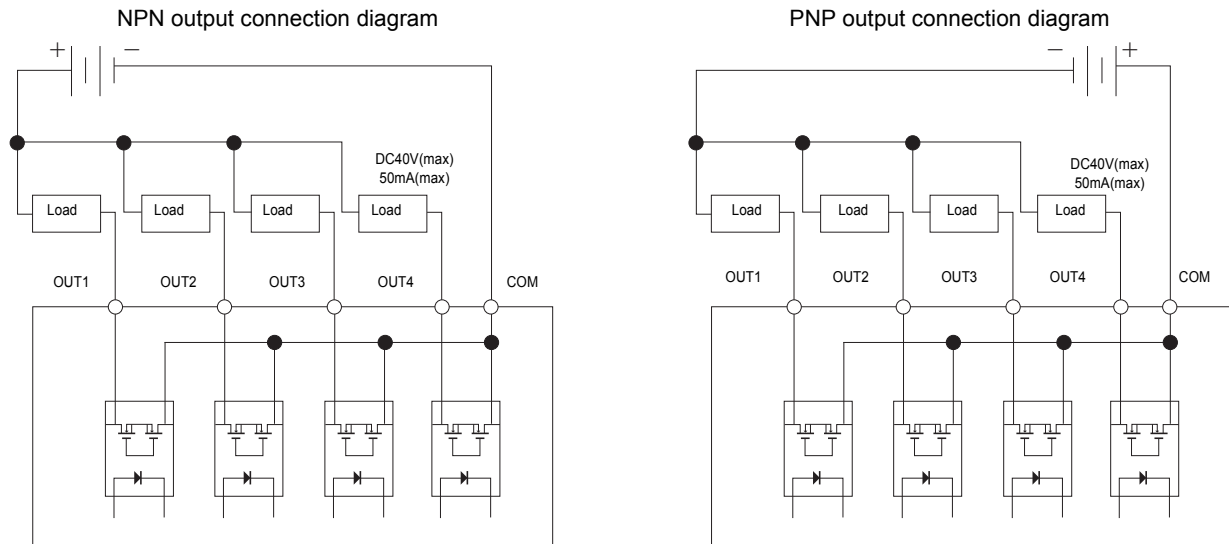 NPN output connection diagram
PNP output connection diagram
+ −
− +
DC40V(max)
50mA(max)
DC40V(max)
50mA(max)
Load Load Load Load
Load Load Load Load
OUT1 OUT2 OUT3 OUT4 COM
OUT1 OUT2 OUT3 OUT4 COM